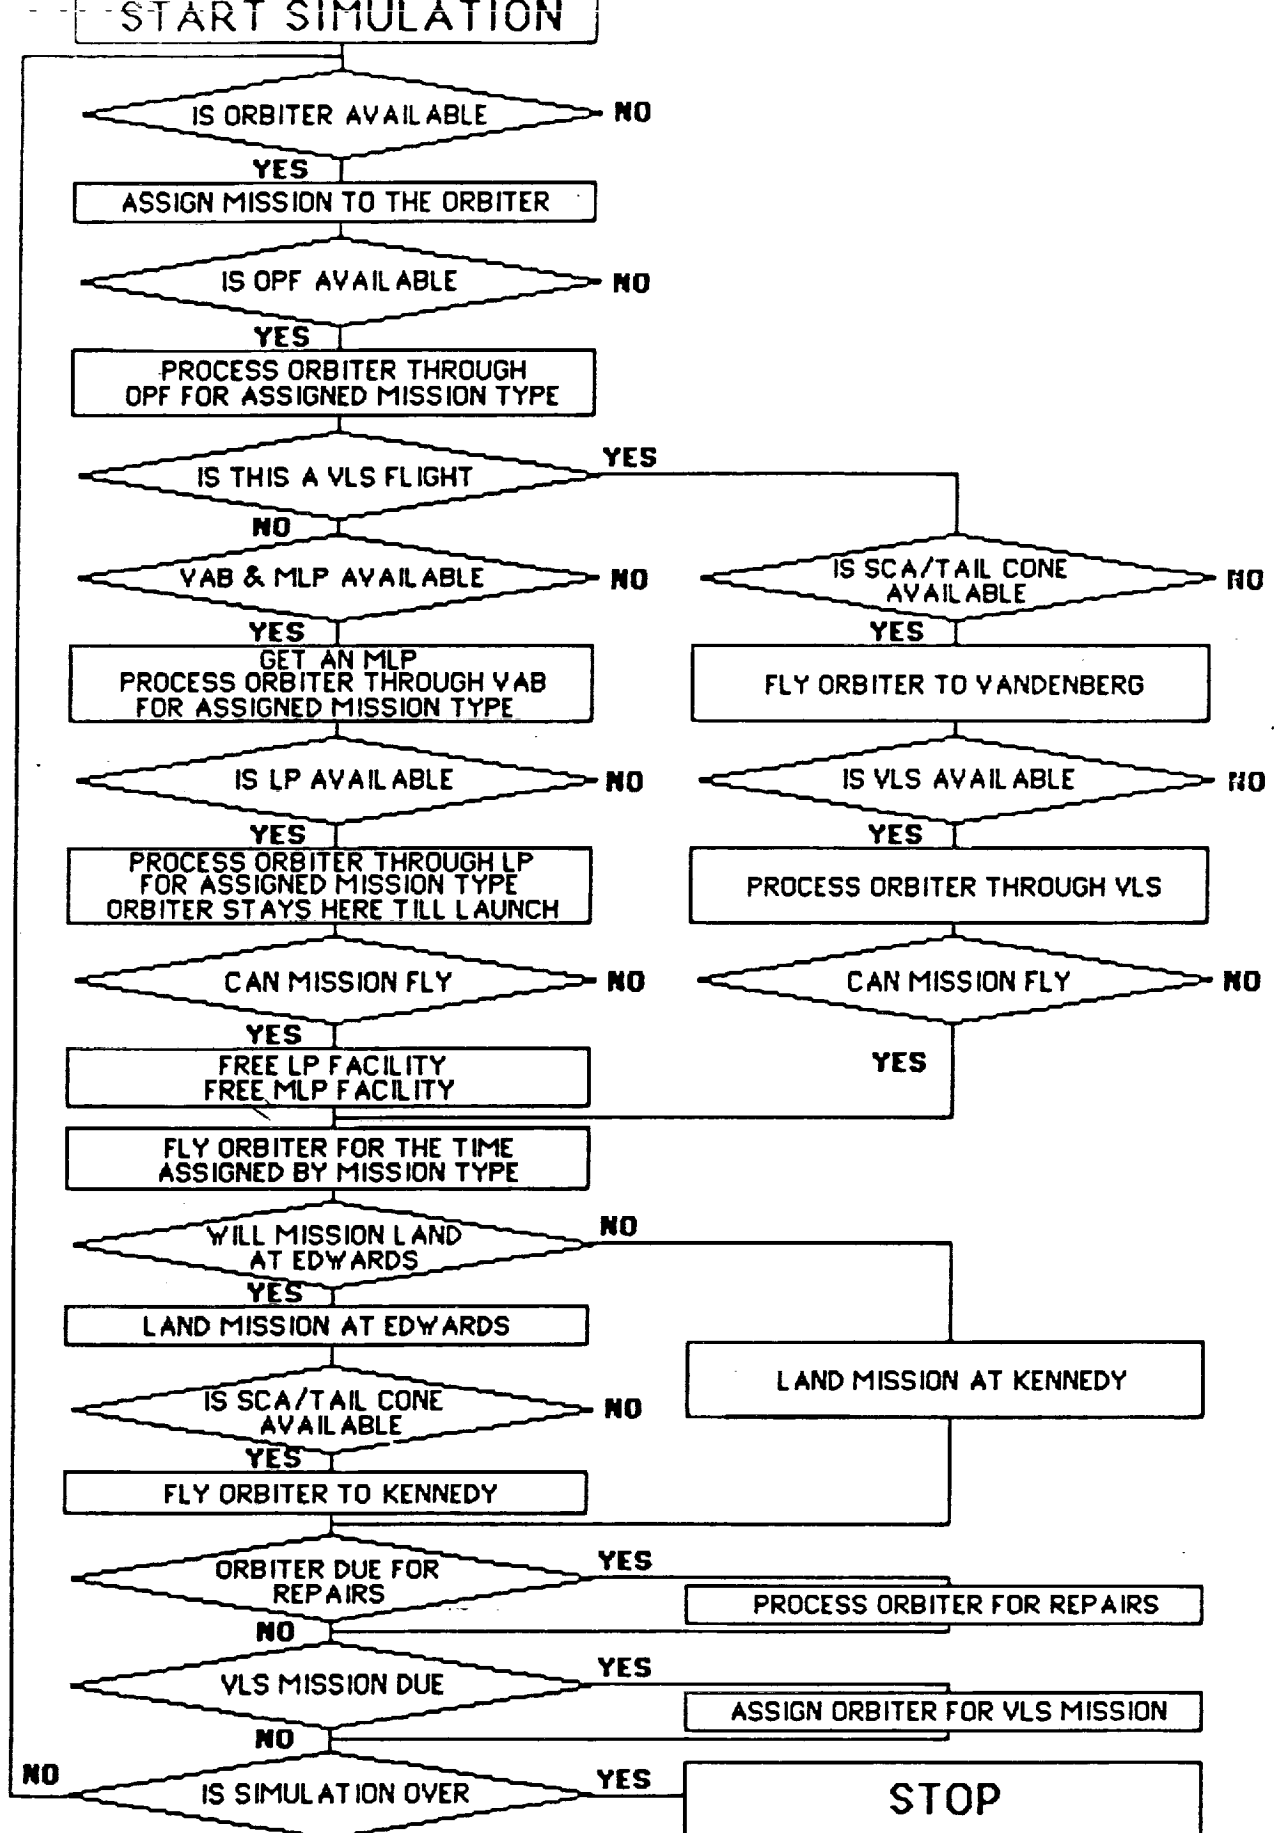 START SIMULATION
IS ORBITER AVAILABLE
NO
YES
ASSIGN MISSION TO THE ORBITER
IS OPF AVAILABLE
NO
YES
PROCESS ORBITER THROUGH
OPF FOR ASSIGNED MISSION TYPE
IS THIS A VLS FLIGHT
YES
NO
VAB & MLP AVAILABLE
NO
IS SCA/TAIL CONE
AVAILABLE
NO
YES
YES
GET AN MLP
PROCESS ORBITER THROUGH VAB
FOR ASSIGNED MISSION TYPE
FLY ORBITER TO VANDENBERG
IS LP AVAILABLE
NO
IS VLS AVAILABLE
NO
YES
YES
PROCESS ORBITER THROUGH LP
FOR ASSIGNED MISSION TYPE
ORBITER STAYS HERE TILL LAUNCH
PROCESS ORBITER THROUGH VLS
CAN MISSION FLY
NO
CAN MISSION FLY
NO
YES
YES
FREE LP FACILITY
FREE MLP FACILITY
FLY ORBITER FOR THE TIME
ASSIGNED BY MISSION TYPE
WILL MISSION LAND
AT EDWARDS
NO
YES
LAND MISSION AT EDWARDS
LAND MISSION AT KENNEDY
IS SCA/TAIL CONE
AVAILABLE
NO
YES
FLY ORBITER TO KENNEDY
ORBITER DUE FOR
REPAIRS
YES
PROCESS ORBITER FOR REPAIRS
NO
VLS MISSION DUE
YES
ASSIGN ORBITER FOR VLS MISSION
NO
NO
IS SIMULATION OVER
YES
STOP